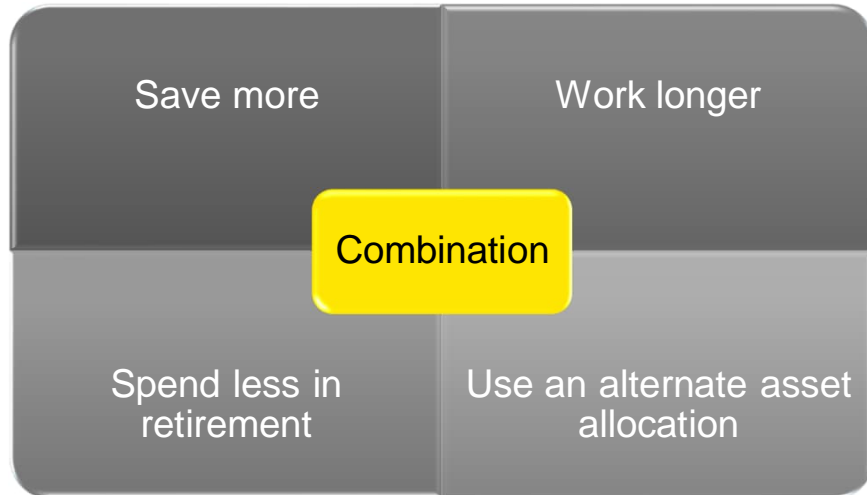 Save more
Work longer
Combination
Spend less in
retirement
Use an alternate asset
allocation